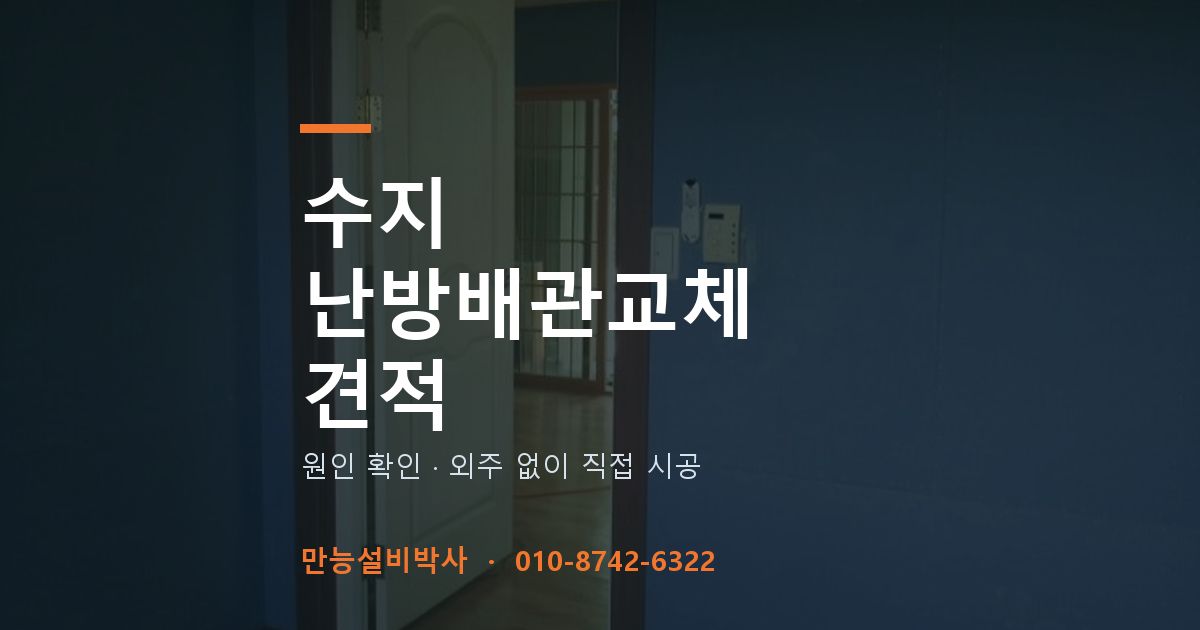 수지
난방배관교체
견적
원인 확인 · 외주 없이 직접 시공
만능설비박사 · 010-8742-6322